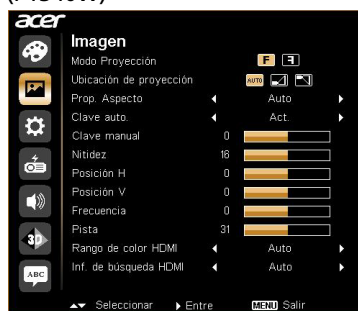 acer
Imagen
Modo Proyección F F
Ubicación de proyección AUTO
Prop. Aspecto Auto
Clave auto. Act.
Clave manual 0
Nitidez 16
Posición H 0
Posición V 0
Frecuencia 0
Pista 31
Rango de color HDMI Auto
Inf. de búsqueda HDMI Auto
3D
ABC
Seleccionar Entre MENU Salir